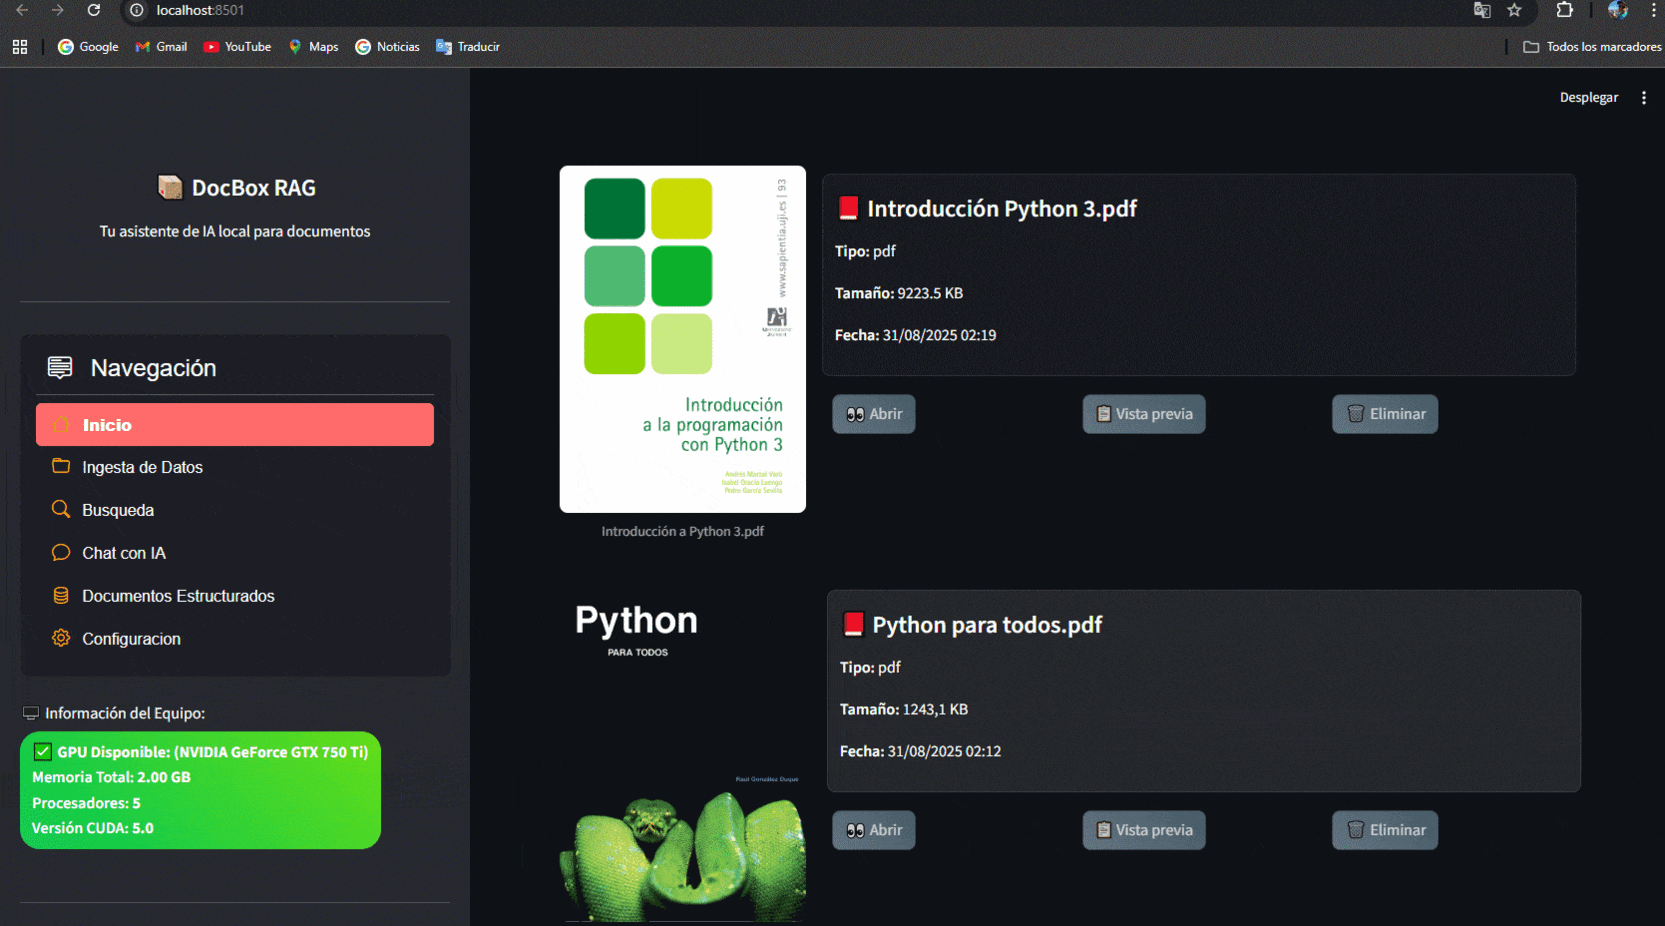 localhost:8501
Google Gmail YouTube Maps Noticias Traducir Todos los marcadores
Desplegar
DocBox RAG
Tu asistente de IA local para documentos
Navegación
Inicio
Ingesta de Datos
Busqueda
Chat con IA
Documentos Estructurados
Configuracion
Información del Equipo:
GPU Disponible: (NVIDIA GeForce GTX 750 Ti)
Memoria Total: 2.00 GB
Procesadores: 5
Versión CUDA: 5.0
www.sapientia.uji.es | 93
Introducción
a la programación
con Python 3
Andrés Marzal Varó
Isabel Gracia Luengo
Pedro García Sevilla
Introducción a Python 3.pdf
Introducción Python 3.pdf
Tipo: pdf
Tamaño: 9223.5 KB
Fecha: 31/08/2025 02:19
Abrir Vista previa Eliminar
Python
PARA TODOS
Raúl González Duque
Python para todos.pdf
Tipo: pdf
Tamaño: 1243,1 KB
Fecha: 31/08/2025 02:12
Abrir Vista previa Eliminar